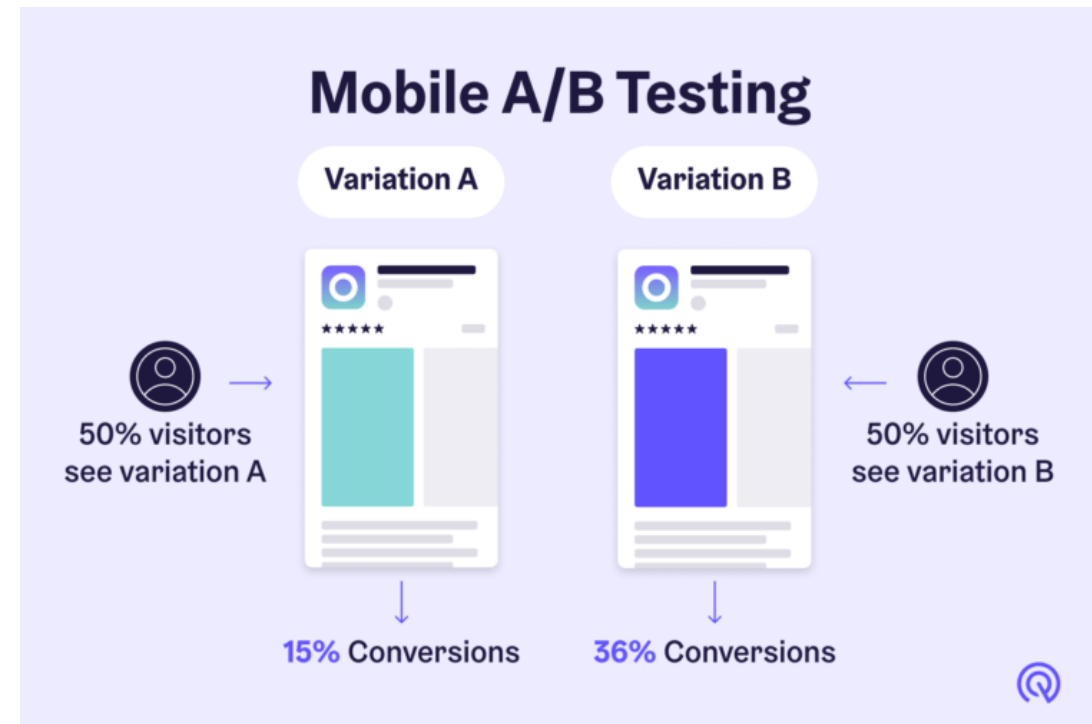 Mobile A/B Testing
Variation A
Variation B
50% visitors
see variation A
50% visitors
see variation B
15% Conversions
36% Conversions